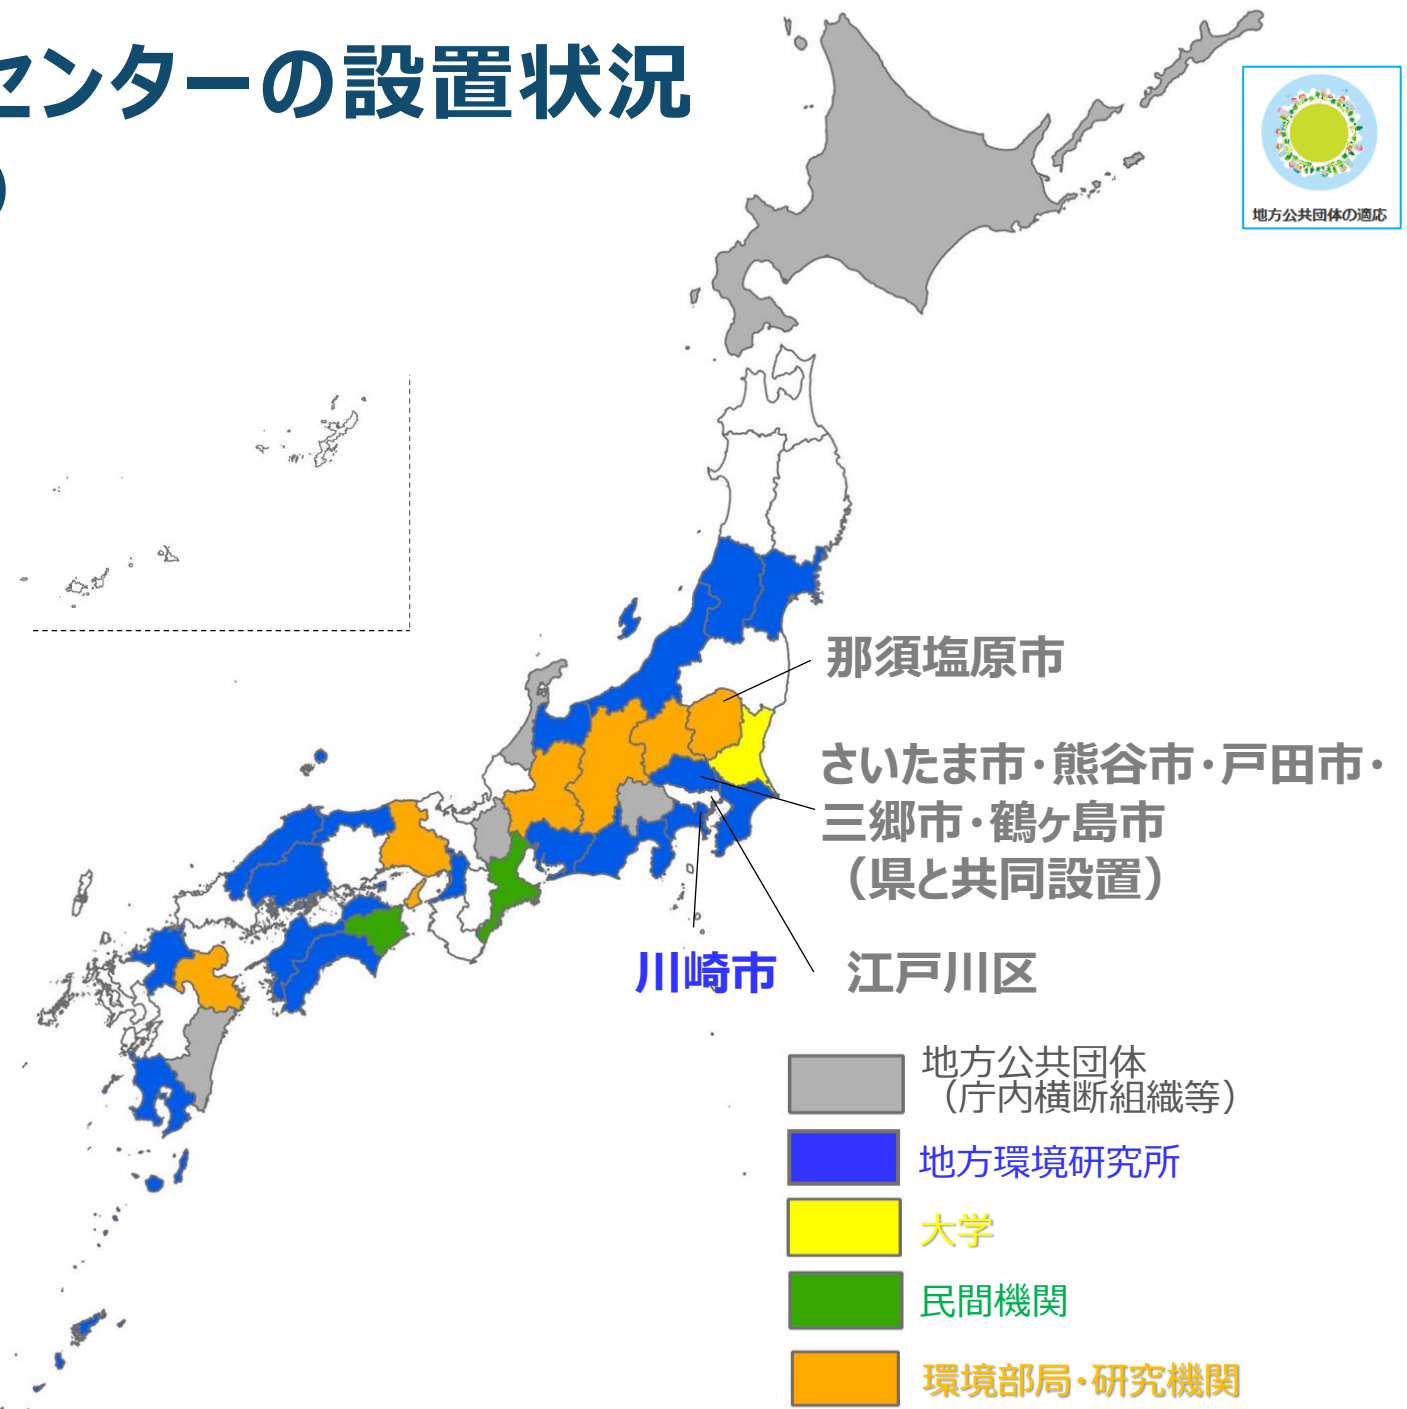 センターの設置状況
）
地方公共団体の適応
那須塩原市
さいたま市・熊谷市・戸田市・
三郷市・鶴ヶ島市
（県と共同設置）
川崎市
江戸川区
地方公共団体
（庁内横断組織等）
地方環境研究所
大学
民間機関
環境部局・研究機関